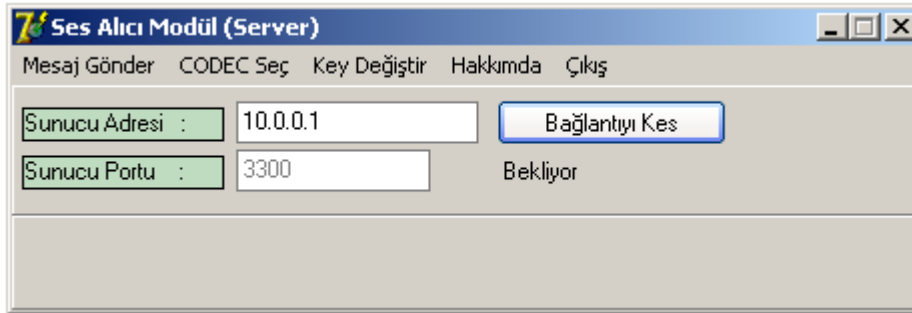 Ses Alıcı Modül (Server)
Mesaj Gönder CODEC Seç Key Değiştir Hakkımda Çıkış
Sunucu Adresi : 10.0.0.1 Bağlantıyı Kes
Sunucu Portu : 3300 Bekliyor